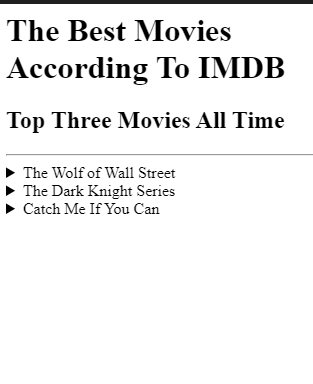 The Best Movies
According To IMDB
Top Three Movies All Time
The Wolf of Wall Street
The Dark Knight Series
Catch Me If You Can